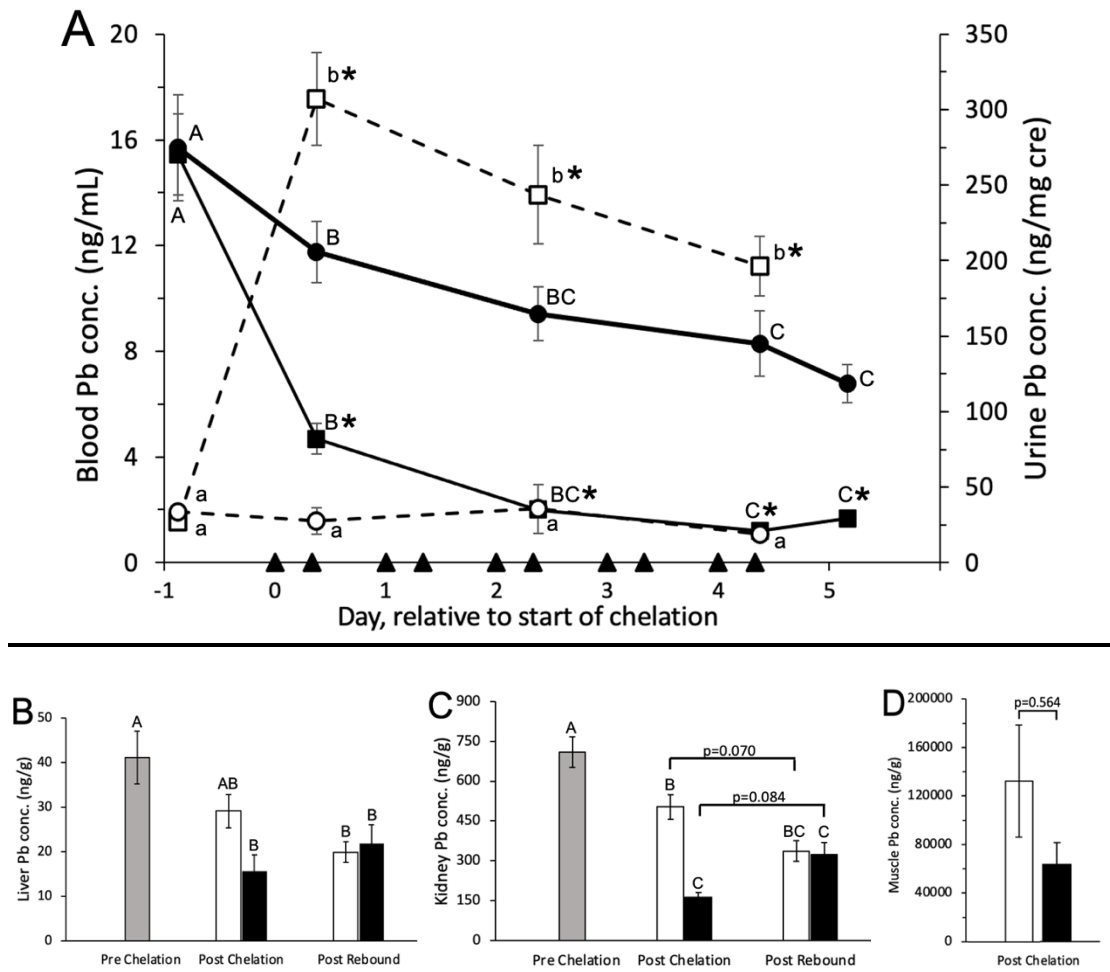 A
20
16
12
8
4
0
Blood Pb conc. (ng/mL)
350
300
250
200
150
100
50
0
Urine Pb conc. (ng/mg cre)
A
A
b*
B
B*
b*
BC
BC*
b*
C
C*
C
C*
a
a
a
a
a
-1 0 1 2 3 4 5
Day, relative to start of chelation
B
50
40
30
20
10
0
Liver Pb conc. (ng/g)
A
AB
B
B
B
Pre Chelation Post Chelation Post Rebound
C
900
750
600
450
300
150
0
Kidney Pb conc. (ng/g)
A
B
C
BC
C
p=0.070
p=0.084
Pre Chelation Post Chelation Post Rebound
D
200000
160000
120000
80000
40000
0
Muscle Pb conc. (ng/g)
p=0.564
Post Chelation